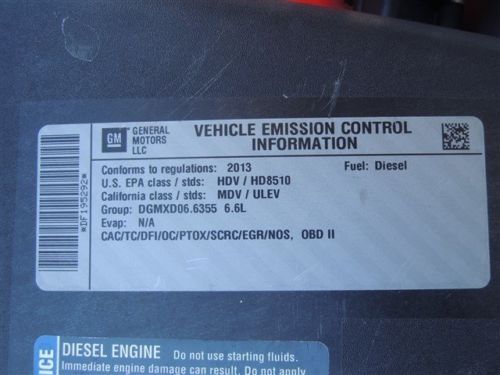 *DF195292*
GM
GENERAL
MOTORS
LLC
VEHICLE EMISSION CONTROL
INFORMATION
Conforms to regulations: 2013 Fuel: Diesel
U.S. EPA class / stds: HDV / HD8510
California class / stds: MDV / ULEV
Group: DGMXD06.6355 6.6L
Evap: N/A
CAC/TC/DFI/OC/PTOX/SCRC/EGR/NOS, OBD II
ICE
DIESEL ENGINE Do not use starting fluids.
Immediate engine damage can result. Do not